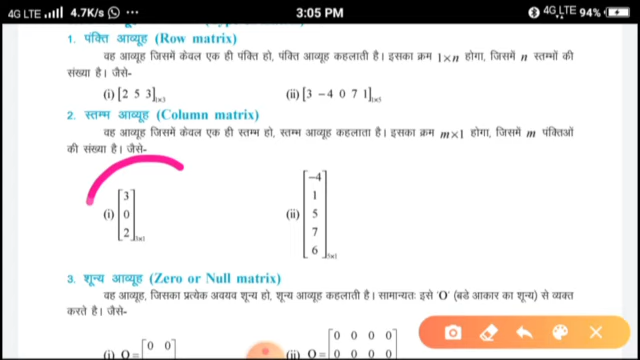 4G LTE 4.7K/s 3:05 PM 4G LTE 94%
1. पंक्ति आव्यूह (Row matrix)
वह आव्यूह जिसमें केवल एक ही पंक्ति हो, पंक्ति आव्यूह कहलाता है। इसका क्रम 1×n होगा, जिसमें n स्तम्भों की
संख्या है। जैसे-
(i) [2 5 3]1×3 (ii) [3 −4 0 7 1]1×5
2. स्तम्भ आव्यूह (Column matrix)
वह आव्यूह जिसमें केवल एक ही स्तम्भ हो, स्तम्भ आव्यूह कहलाता है। इसका क्रम m×1 होगा, जिसमें m पंक्तिओं
की संख्या है। जैसे-
(i) [3 0 2]3×1 (ii) [−4 1 5 7 6]5×1
3. शून्य आव्यूह (Zero or Null matrix)
वह आव्यूह, जिसका प्रत्येक अवयव शून्य हो, शून्य आव्यूह कहलाती है। सामान्यतः इसे 'O' (बडे आकार का शून्य) से व्यक्त
करते है। जैसे-
(i) O = [0 0 (ii) O = [0 0 0 0
0 0 0 0